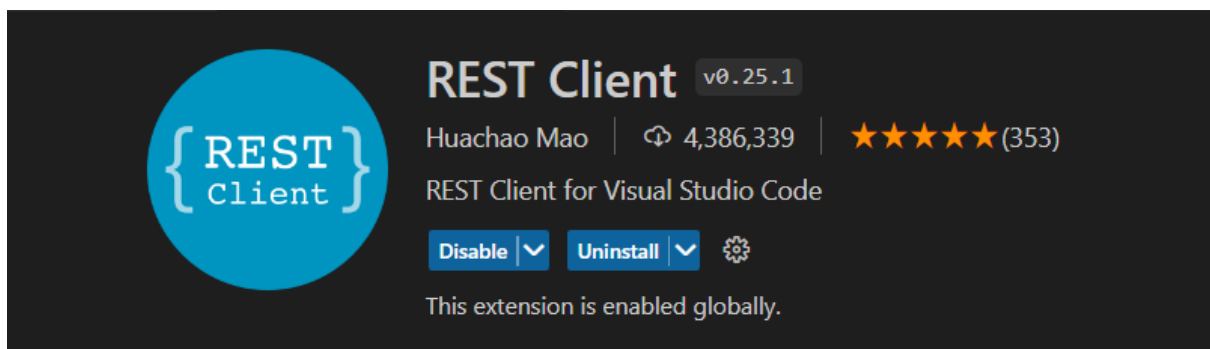 { REST
Client }
REST Client v0.25.1
Huachao Mao 4,386,339 ★★★★★(353)
REST Client for Visual Studio Code
Disable Uninstall
This extension is enabled globally.